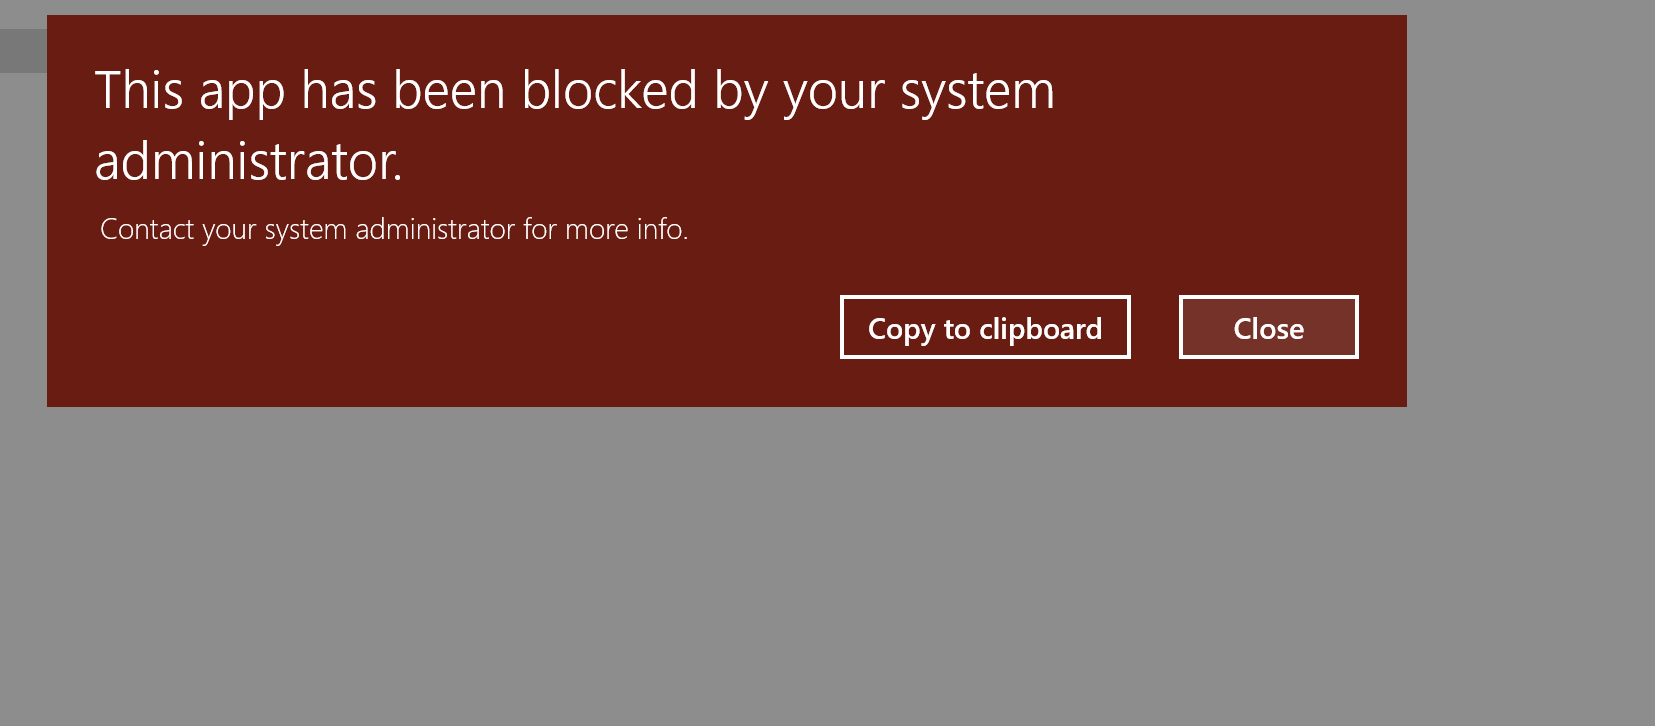 This app has been blocked by your system
administrator.
Contact your system administrator for more info.
Copy to clipboard
Close